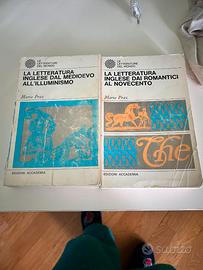 LE
LETTERATURE
DEL MONDO
LA LETTERATURA
INGLESE DAL MEDIOEVO
ALL'ILLUMINISMO
Mario Praz
EDIZIONI ACCADEMIA
LE
LETTERATURE
DEL MONDO
LA LETTERATURA
INGLESE DAI ROMANTICI
AL NOVECENTO
Mario Praz
The
EDIZIONI ACCADEMIA
subito